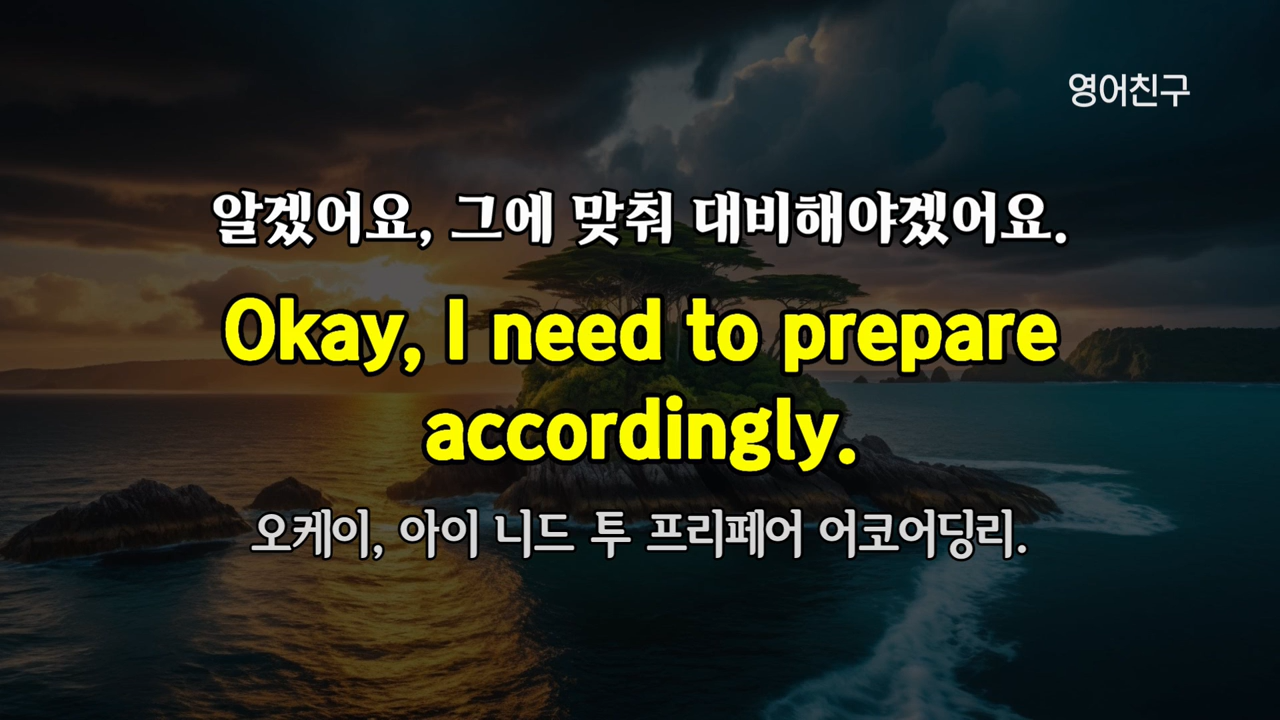 영어친구
알겠어요, 그에 맞춰 대비해야겠어요.
Okay, I need to prepare
accordingly.
오케이, 아이 니드 투 프리페어 어코어딩리.